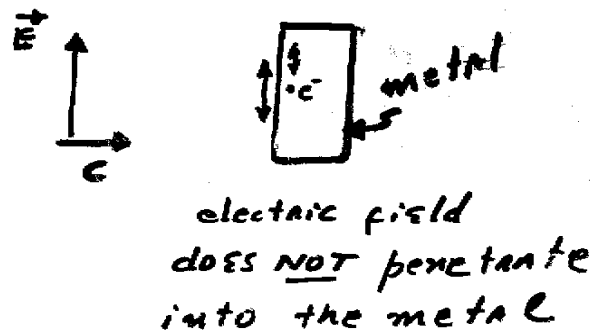 E
metal
e-
c
electric field
does NOT penetrate
into the metal